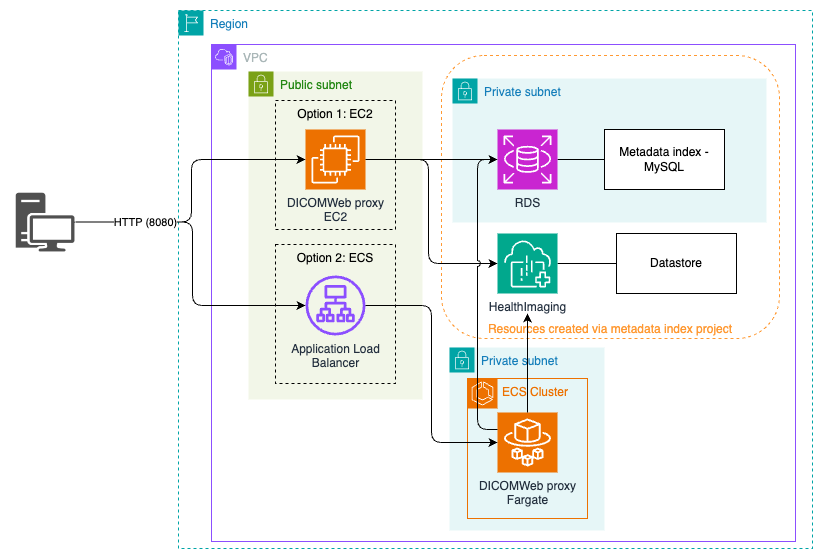 Region
VPC
Public subnet
Option 1: EC2
DICOMWeb proxy
EC2
Private subnet
RDS
Metadata index -
MySQL
HTTP (8080)
Option 2: ECS
Application Load
Balancer
HealthImaging
Datastore
Resources created via metadata index project
Private subnet
ECS Cluster
DICOMWeb proxy
Fargate